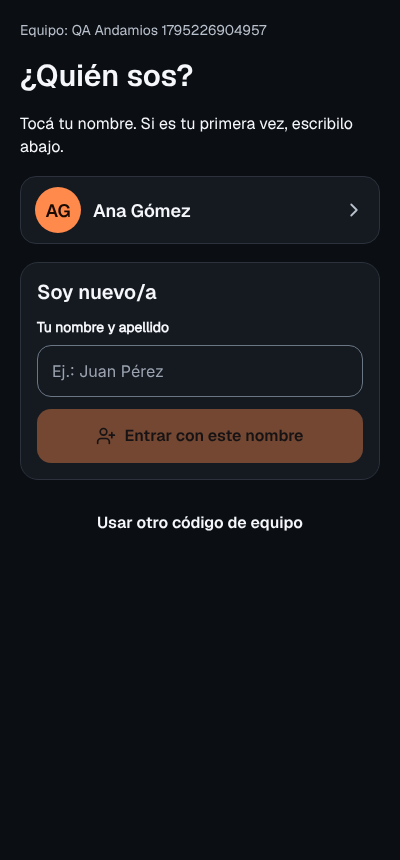 Equipo: QA Andamios 1795226904957
¿Quién sos?
Tocá tu nombre. Si es tu primera vez, escribilo
abajo.
AG Ana Gómez
Soy nuevo/a
Tu nombre y apellido
Ej.: Juan Pérez
Entrar con este nombre
Usar otro código de equipo